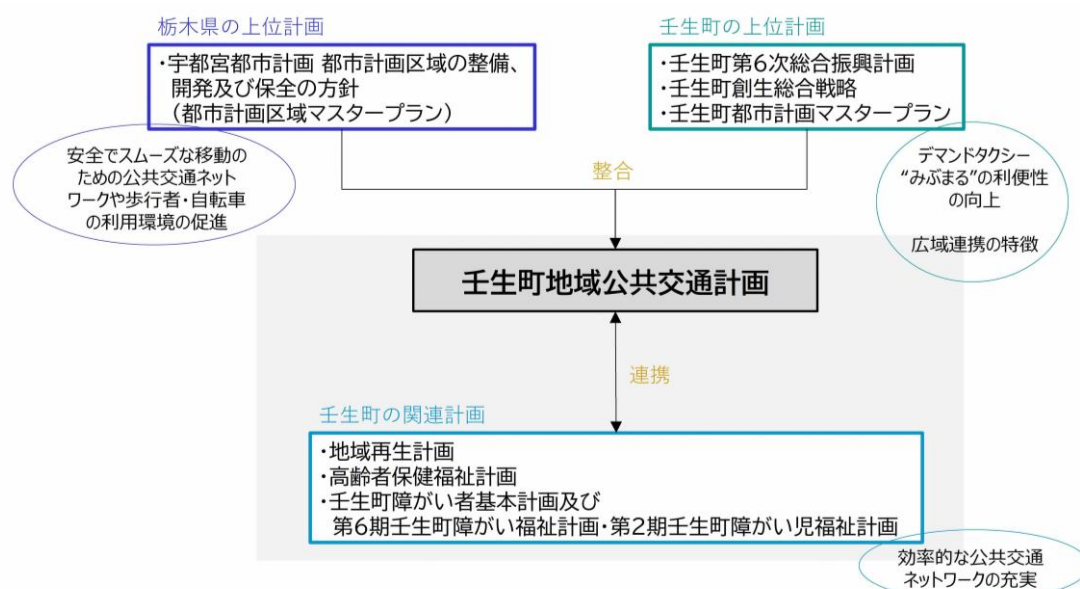 栃木県の上位計画
・宇都宮都市計画 都市計画区域の整備、
開発及び保全の方針
（都市計画区域マスタープラン）
壬生町の上位計画
・壬生町第6次総合振興計画
・壬生町創生総合戦略
・壬生町都市計画マスタープラン
安全でスムーズな移動の
ための公共交通ネット
ワークや歩行者・自転車
の利用環境の促進
整合
デマンドタクシー
“みぶまる”の利便性
の向上
広域連携の特徴
壬生町地域公共交通計画
連携
壬生町の関連計画
・地域再生計画
・高齢者保健福祉計画
・壬生町障がい者基本計画及び
第6期壬生町障がい福祉計画・第2期壬生町障がい児福祉計画
効率的な公共交通
ネットワークの充実